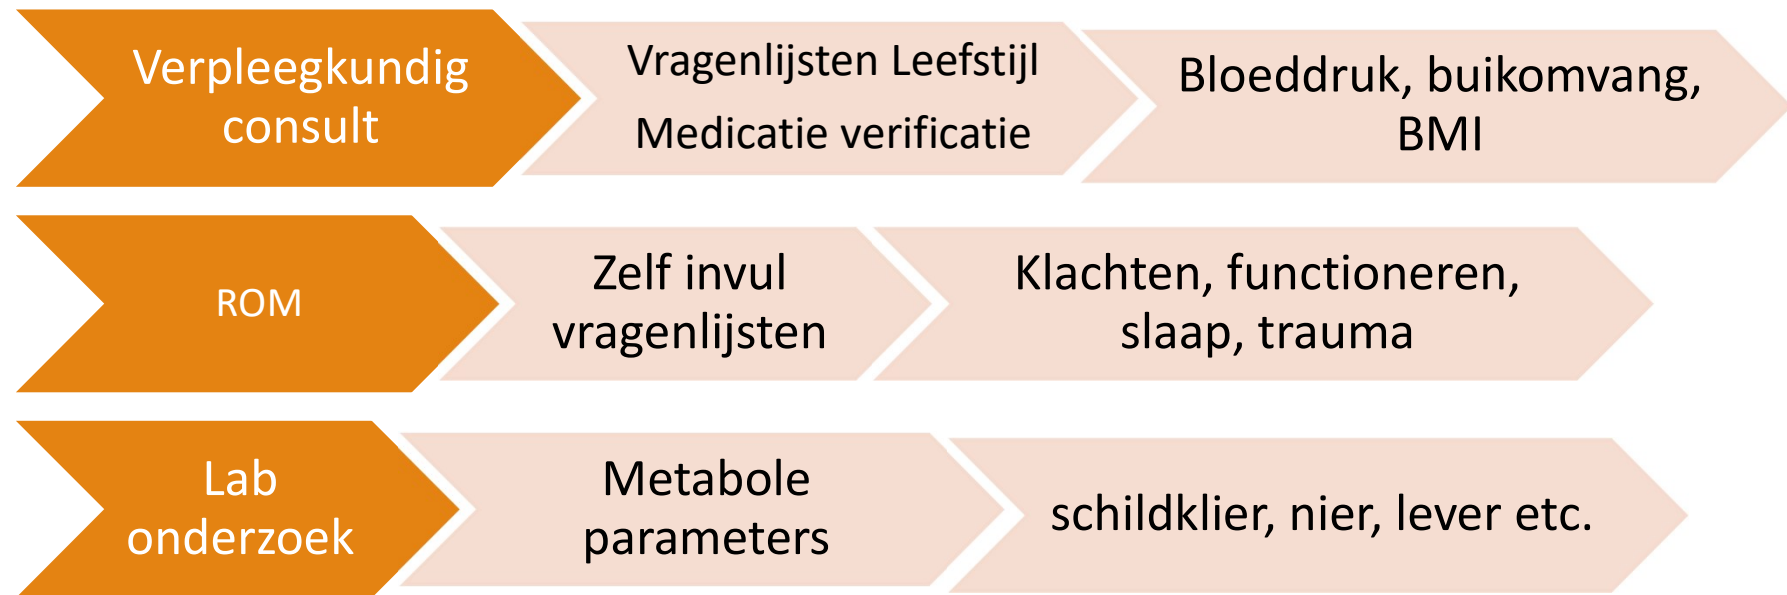 Verpleegkundig
consult
Vragenlijsten Leefstijl
Medicatie verificatie
Bloeddruk, buikomvang,
BMI
ROM
Zelf invul
vragenlijsten
Klachten, functioneren,
slaap, trauma
Lab
onderzoek
Metabole
parameters
schildklier, nier, lever etc.